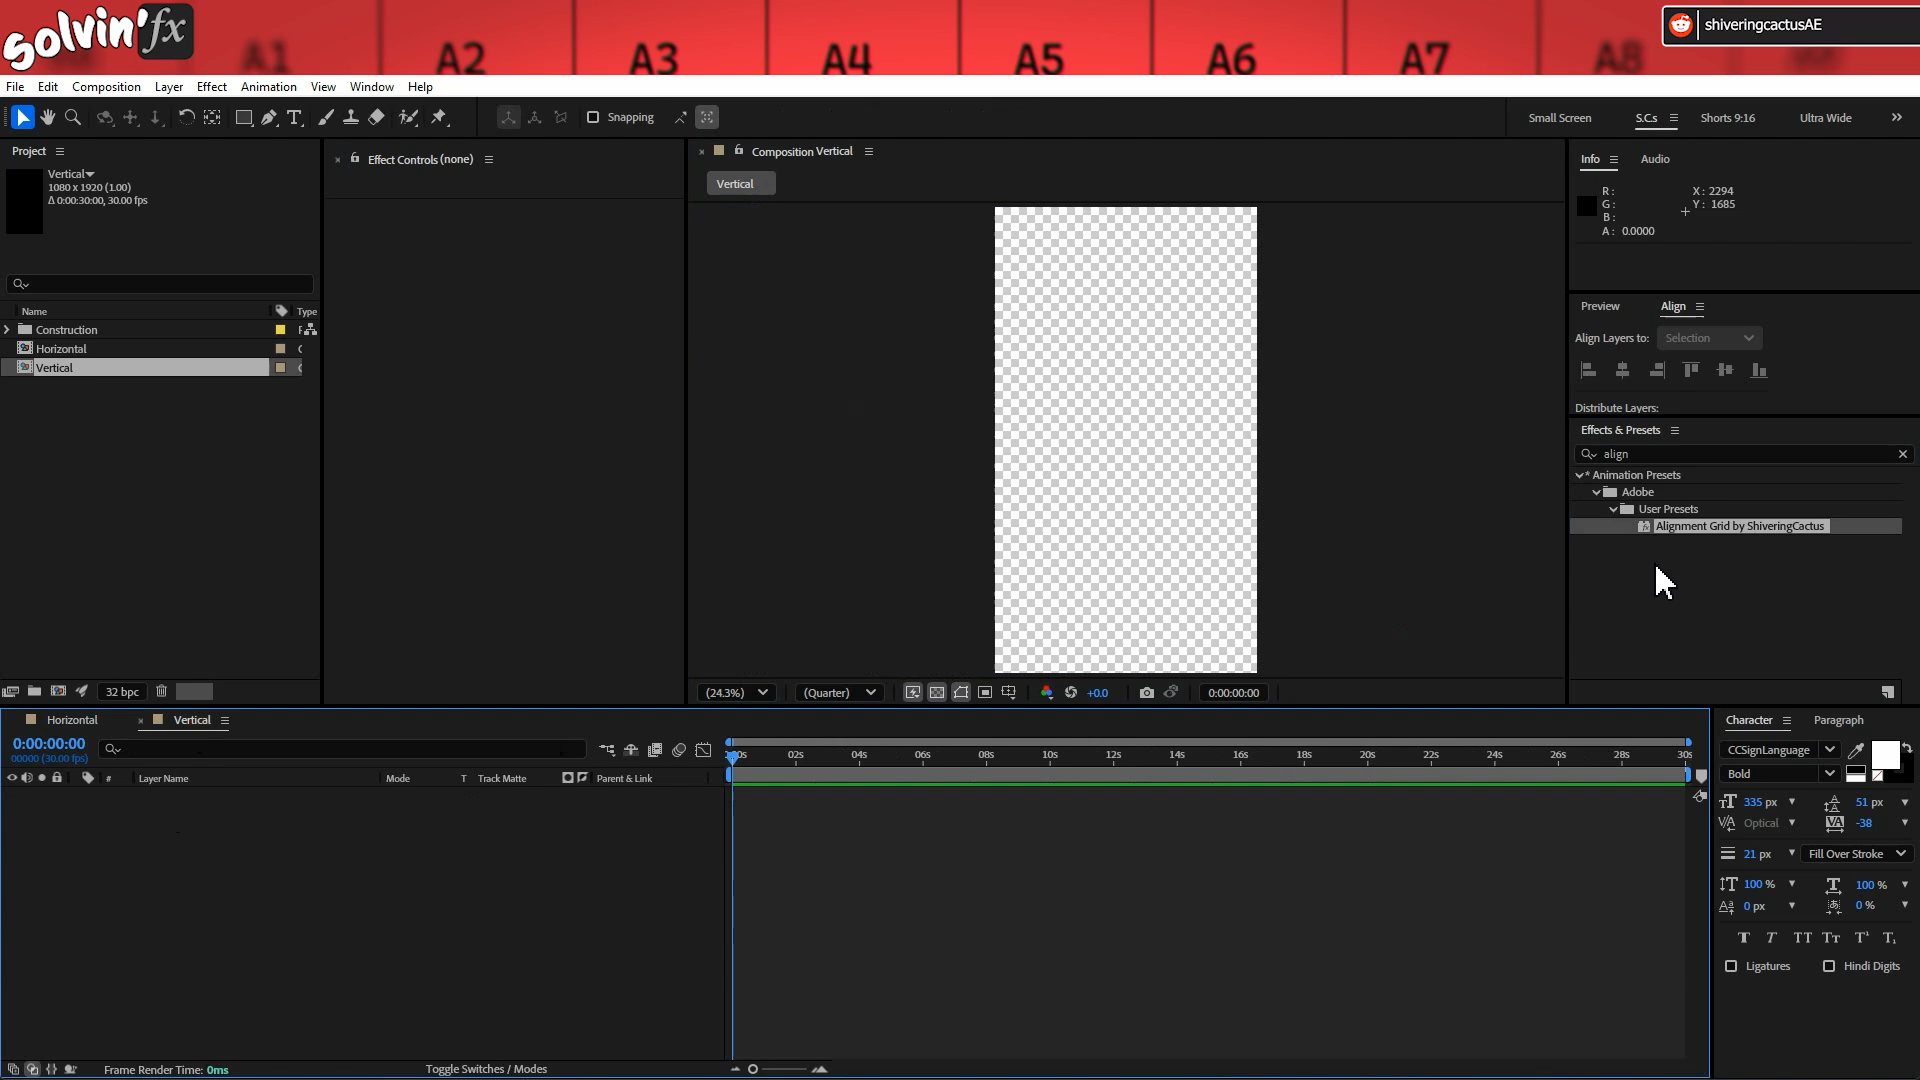 solvin'fx
A1 A2 A3 A4 A5 A6 A7 A8
shiveringcactusAE
File Edit Composition Layer Effect Animation View Window Help
Snapping
Small Screen S.C.s Shorts 9:16 Ultra Wide
Project
Vertical
1080 x 1920 (1.00)
Δ 0:00:30:00, 30.00 fps
Name Type
Construction
Horizontal
Vertical
32 bpc
Effect Controls (none)
Composition Vertical
Vertical
(24.3%) (Quarter) +0.0 0:00:00:00
Info Audio
R:
G:
B:
A: 0.0000
X: 2294
Y: 1685
Preview Align
Align Layers to: Selection
Distribute Layers:
Effects & Presets
align
* Animation Presets
Adobe
User Presets
Alignment Grid by ShiveringCactus
Horizontal Vertical
0:00:00:00
00000 (30.00 fps)
# Layer Name Mode T Track Matte Parent & Link
02s 04s 06s 08s 10s 12s 14s 16s 18s 20s 22s 24s 26s 28s 30s
Frame Render Time: 0ms
Toggle Switches / Modes
Character Paragraph
CCSignLanguage
Bold
335 px 51 px
Optical -38
21 px Fill Over Stroke
100 % 100 %
0 px 0 %
T T TT Tt T¹ T₁
Ligatures Hindi Digits